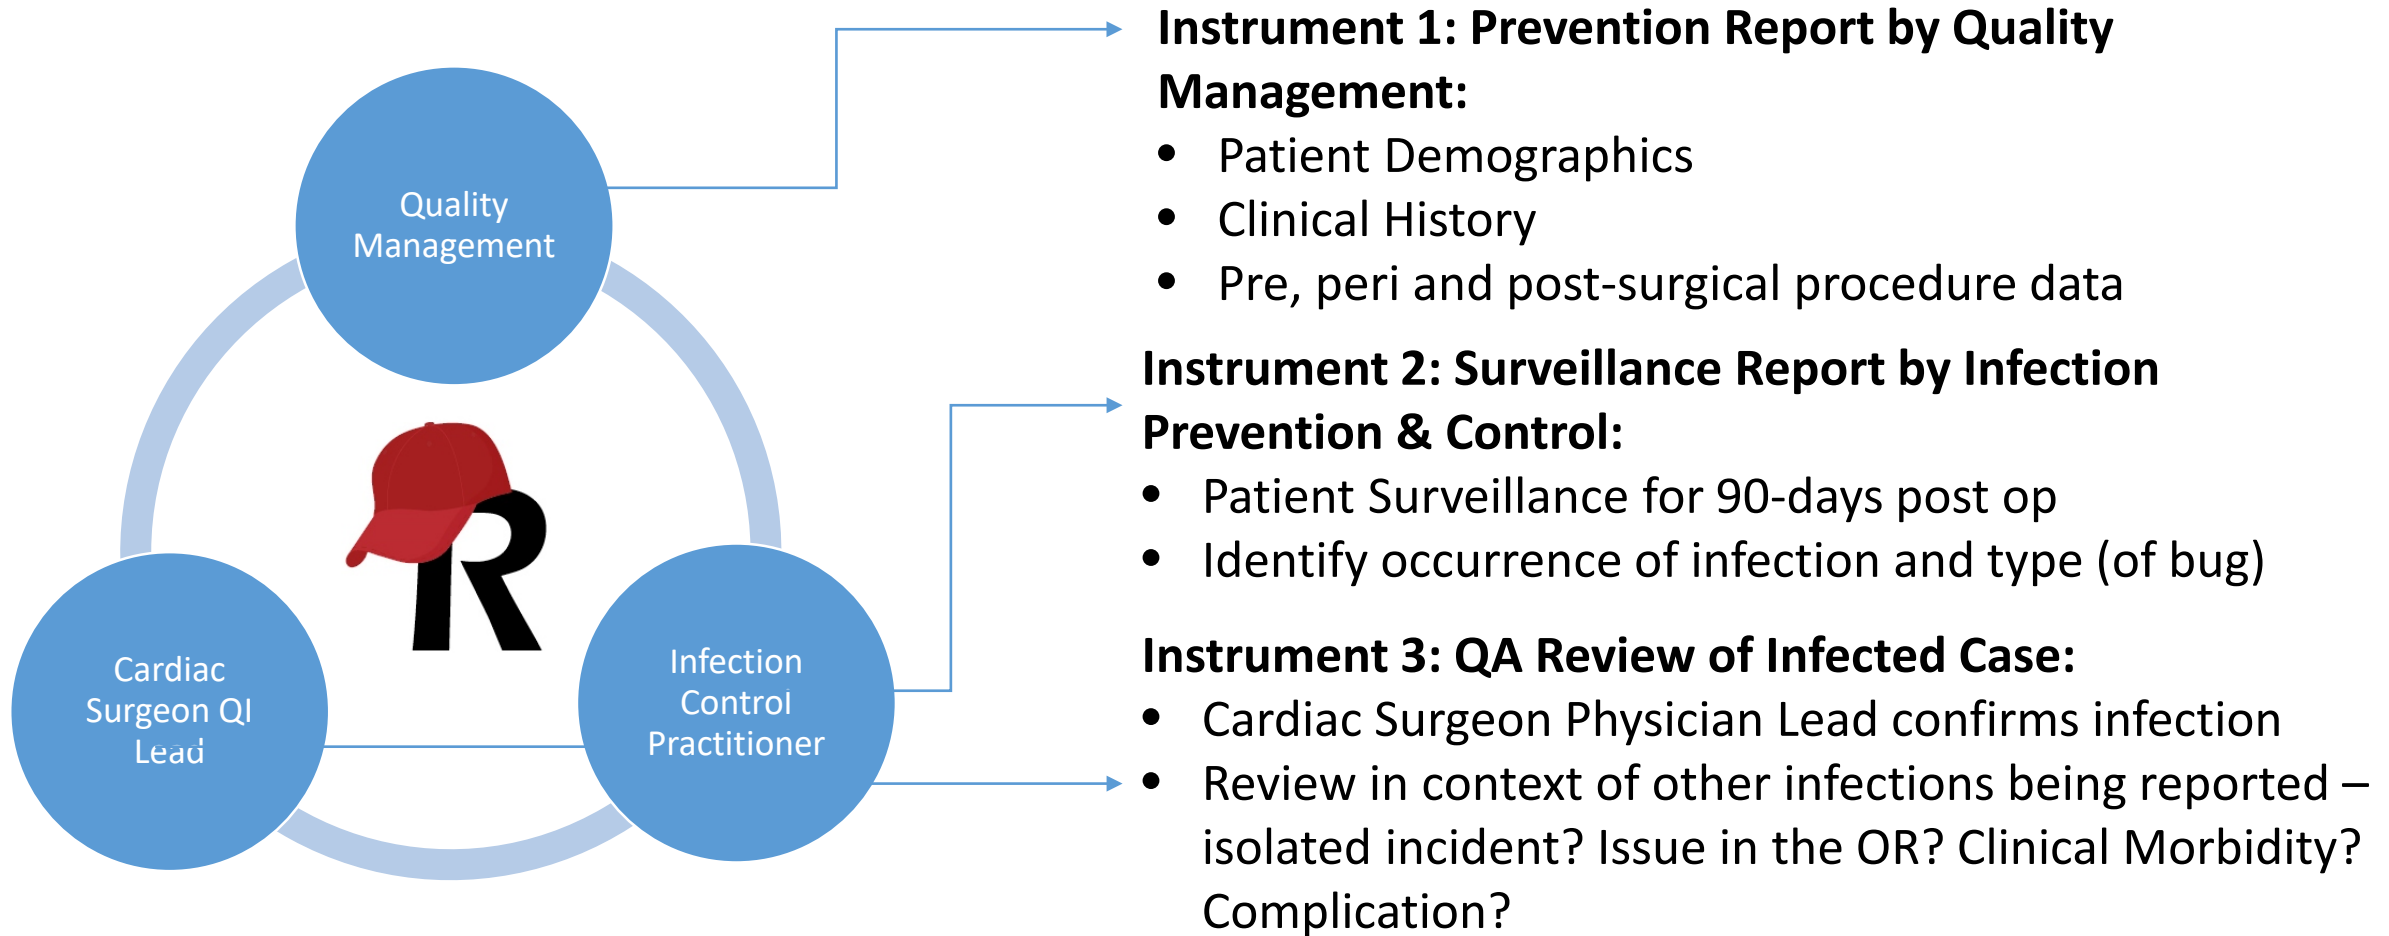 Quality
Management
Cardiac
Surgeon QI
Lead
Infection
Control
Practitioner
R
Instrument 1: Prevention Report by Quality
Management:
• Patient Demographics
• Clinical History
• Pre, peri and post-surgical procedure data
Instrument 2: Surveillance Report by Infection
Prevention & Control:
• Patient Surveillance for 90-days post op
• Identify occurrence of infection and type (of bug)
Instrument 3: QA Review of Infected Case:
• Cardiac Surgeon Physician Lead confirms infection
• Review in context of other infections being reported –
isolated incident? Issue in the OR? Clinical Morbidity?
Complication?